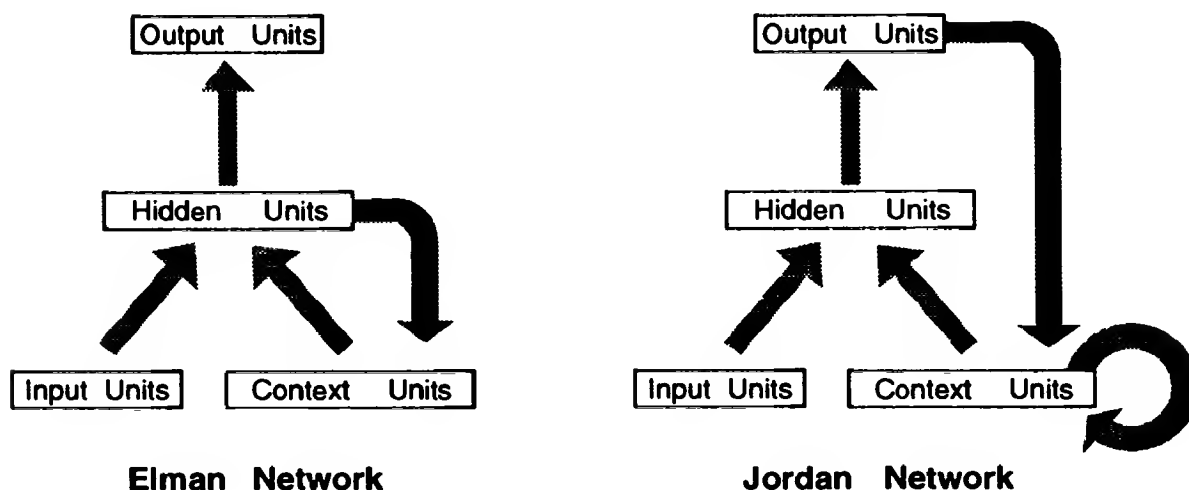 Output Units
Hidden Units
Input Units
Context Units
Elman Network
Output Units
Hidden Units
Input Units
Context Units
Jordan Network